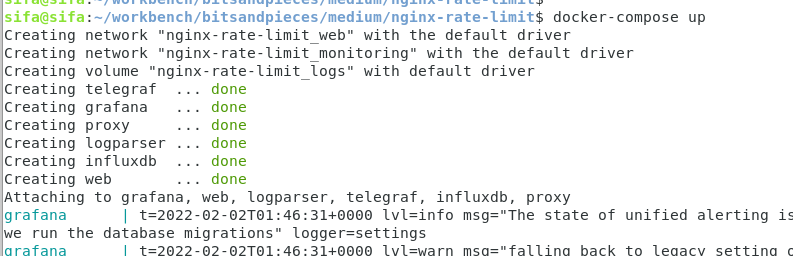 sifa@sifa:~/workbench/bitsandpieces/medium/nginx-rate-limit$
sifa@sifa:~/workbench/bitsandpieces/medium/nginx-rate-limit$ docker-compose up
Creating network "nginx-rate-limit_web" with the default driver
Creating network "nginx-rate-limit_monitoring" with the default driver
Creating volume "nginx-rate-limit_logs" with default driver
Creating telegraf  ... done
Creating grafana   ... done
Creating proxy     ... done
Creating logparser ... done
Creating influxdb  ... done
Creating web       ... done
Attaching to grafana, web, logparser, telegraf, influxdb, proxy
grafana      | t=2022-02-02T01:46:31+0000 lvl=info msg="The state of unified alerting is
we run the database migrations" logger=settings
grafana      | t=2022-02-02T01:46:31+0000 lvl=warn msg="falling back to legacy setting o